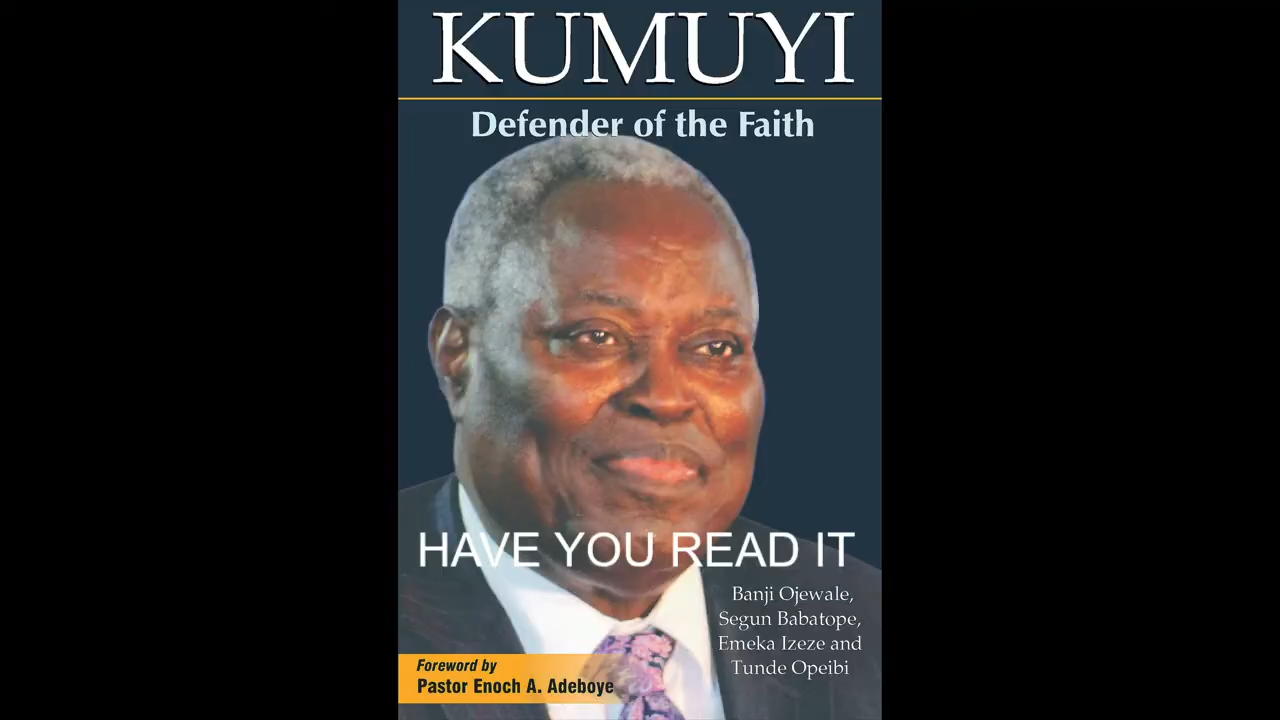 KUMUYI
Defender of the Faith
HAVE YOU READ IT
Banji Ojewale,
Segun Babatope,
Emeka Izeze and
Tunde Opeibi
Foreword by
Pastor Enoch A. Adeboye